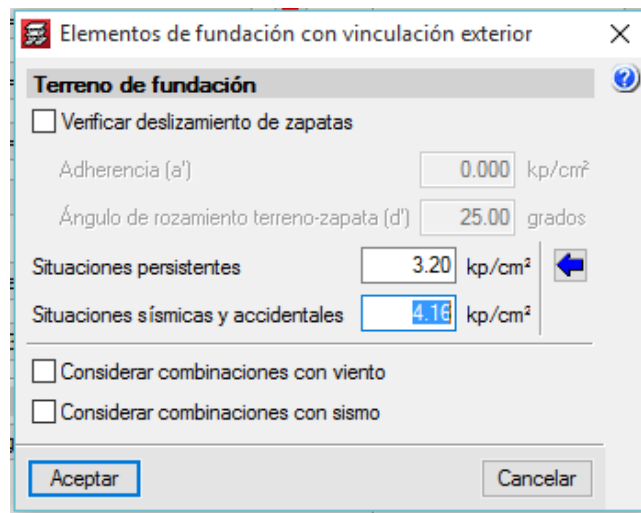 Elementos de fundación con vinculación exterior
Terreno de fundación
Verificar deslizamiento de zapatas
Adherencia (a') 0.000 kp/cm²
Ángulo de rozamiento terreno-zapata (d') 25.00 grados
Situaciones persistentes 3.20 kp/cm²
Situaciones sísmicas y accidentales 4.16 kp/cm²
Considerar combinaciones con viento
Considerar combinaciones con sismo
Aceptar Cancelar